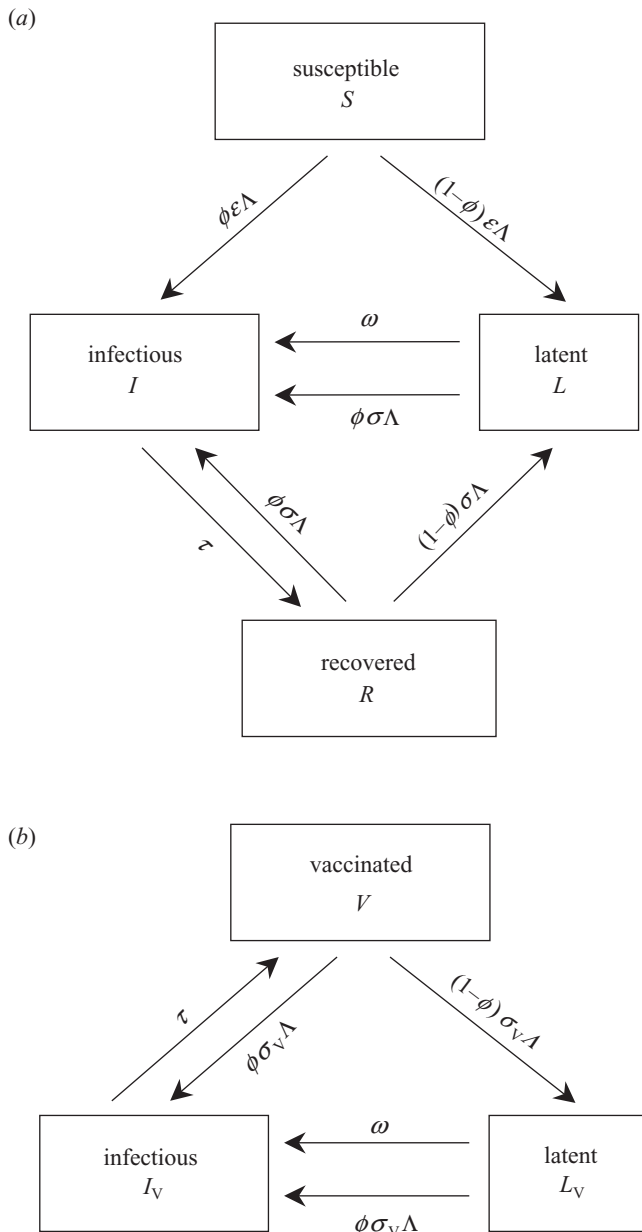 (a)
susceptible
S
ϕεΛ
(1–ϕ)εΛ
infectious
I
ω
ϕσΛ
latent
L
τ
ϕσΛ
(1–ϕ)σΛ
recovered
R
(b)
vaccinated
V
τ
ϕσVΛ
(1–ϕ)σVΛ
infectious
IV
ω
ϕσVΛ
latent
LV